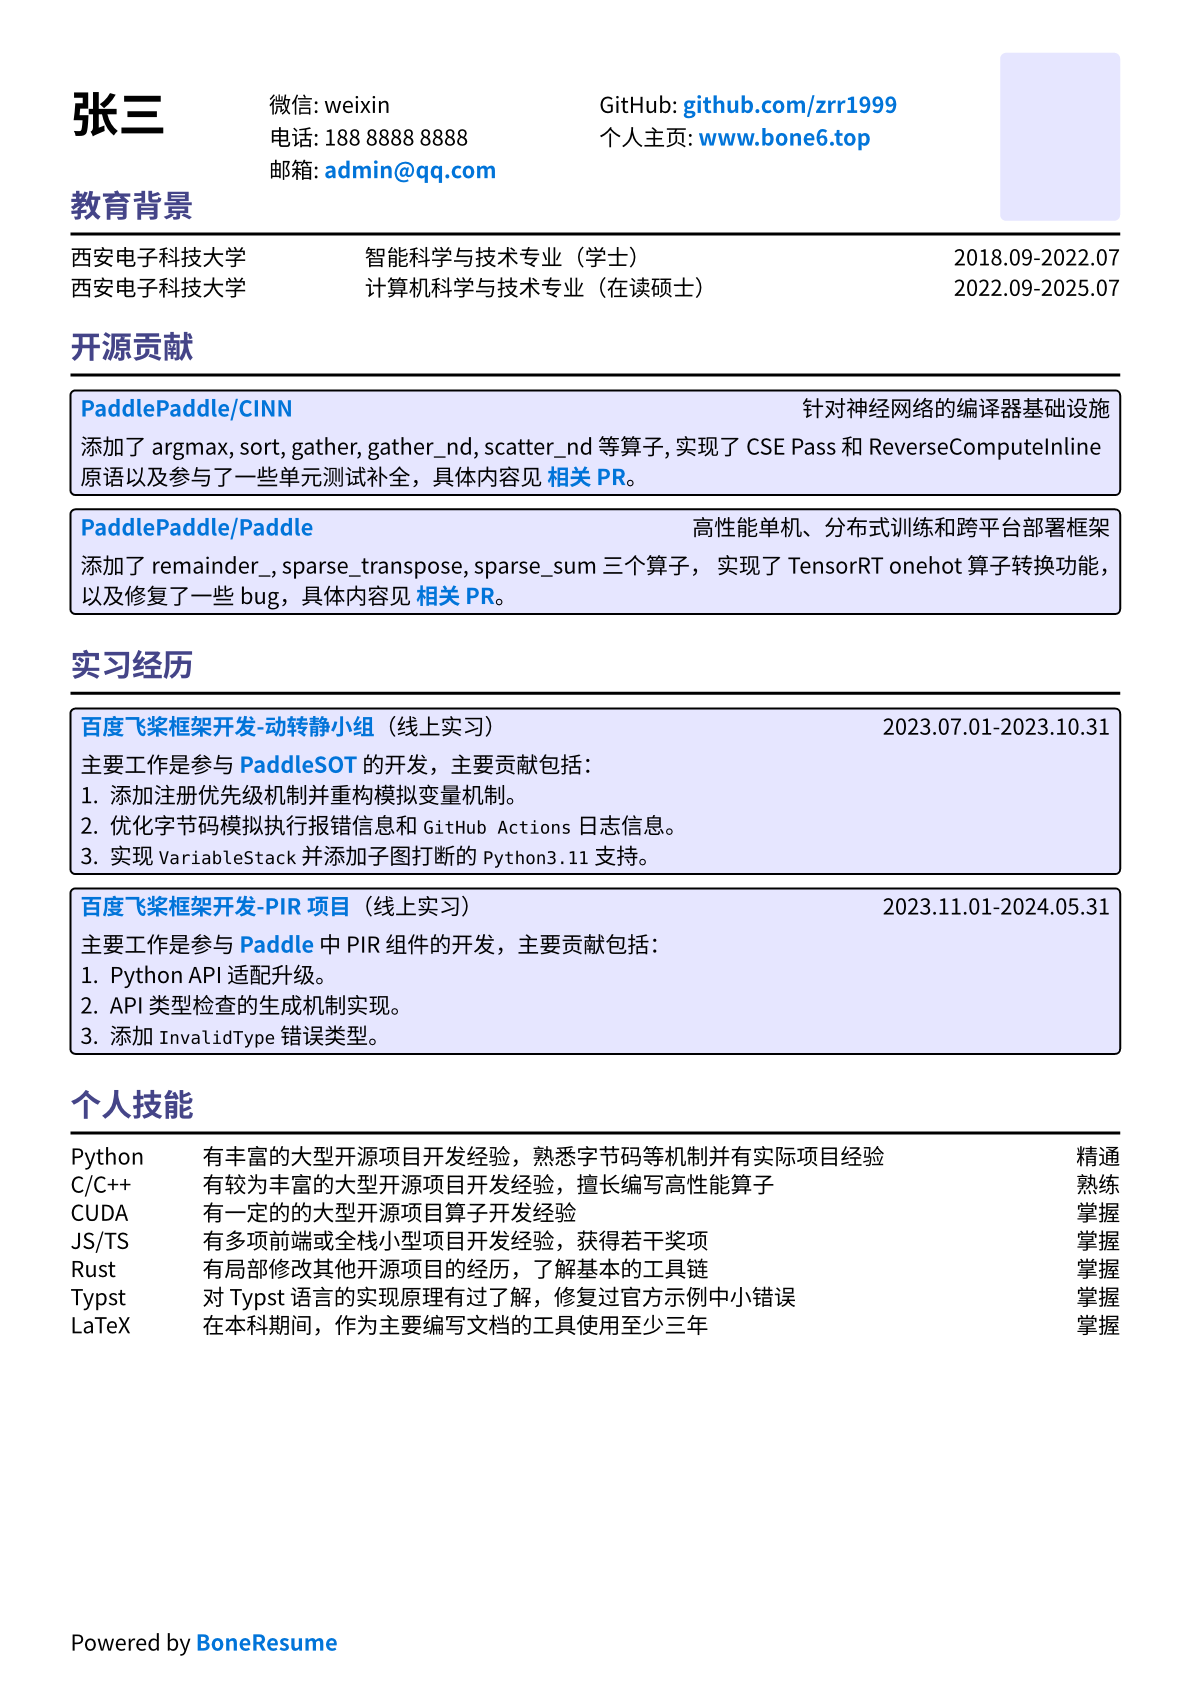 张三
微信: weixin
电话: 188 8888 8888
邮箱: admin@qq.com
GitHub: github.com/zrr1999
个人主页: www.bone6.top
教育背景
西安电子科技大学 智能科学与技术专业（学士） 2018.09-2022.07
西安电子科技大学 计算机科学与技术专业（在读硕士） 2022.09-2025.07
开源贡献
PaddlePaddle/CINN 针对神经网络的编译器基础设施
添加了 argmax, sort, gather, gather_nd, scatter_nd 等算子, 实现了 CSE Pass 和 ReverseComputeInline
原语以及参与了一些单元测试补全，具体内容见 相关 PR。
PaddlePaddle/Paddle 高性能单机、分布式训练和跨平台部署框架
添加了 remainder_, sparse_transpose, sparse_sum 三个算子， 实现了 TensorRT onehot 算子转换功能，
以及修复了一些 bug，具体内容见 相关 PR。
实习经历
百度飞桨框架开发-动转静小组（线上实习） 2023.07.01-2023.10.31
主要工作是参与 PaddleSOT 的开发，主要贡献包括：
1. 添加注册优先级机制并重构模拟变量机制。
2. 优化字节码模拟执行报错信息和 GitHub Actions 日志信息。
3. 实现 VariableStack 并添加子图打断的 Python3.11 支持。
百度飞桨框架开发-PIR 项目（线上实习） 2023.11.01-2024.05.31
主要工作是参与 Paddle 中 PIR 组件的开发，主要贡献包括：
1. Python API 适配升级。
2. API 类型检查的生成机制实现。
3. 添加 InvalidType 错误类型。
个人技能
Python 有丰富的大型开源项目开发经验，熟悉字节码等机制并有实际项目经验 精通
C/C++ 有较为丰富的大型开源项目开发经验，擅长编写高性能算子 熟练
CUDA 有一定的的大型开源项目算子开发经验 掌握
JS/TS 有多项前端或全栈小型项目开发经验，获得若干奖项 掌握
Rust 有局部修改其他开源项目的经历，了解基本的工具链 掌握
Typst 对 Typst 语言的实现原理有过了解，修复过官方示例中小错误 掌握
LaTeX 在本科期间，作为主要编写文档的工具使用至少三年 掌握
Powered by BoneResume